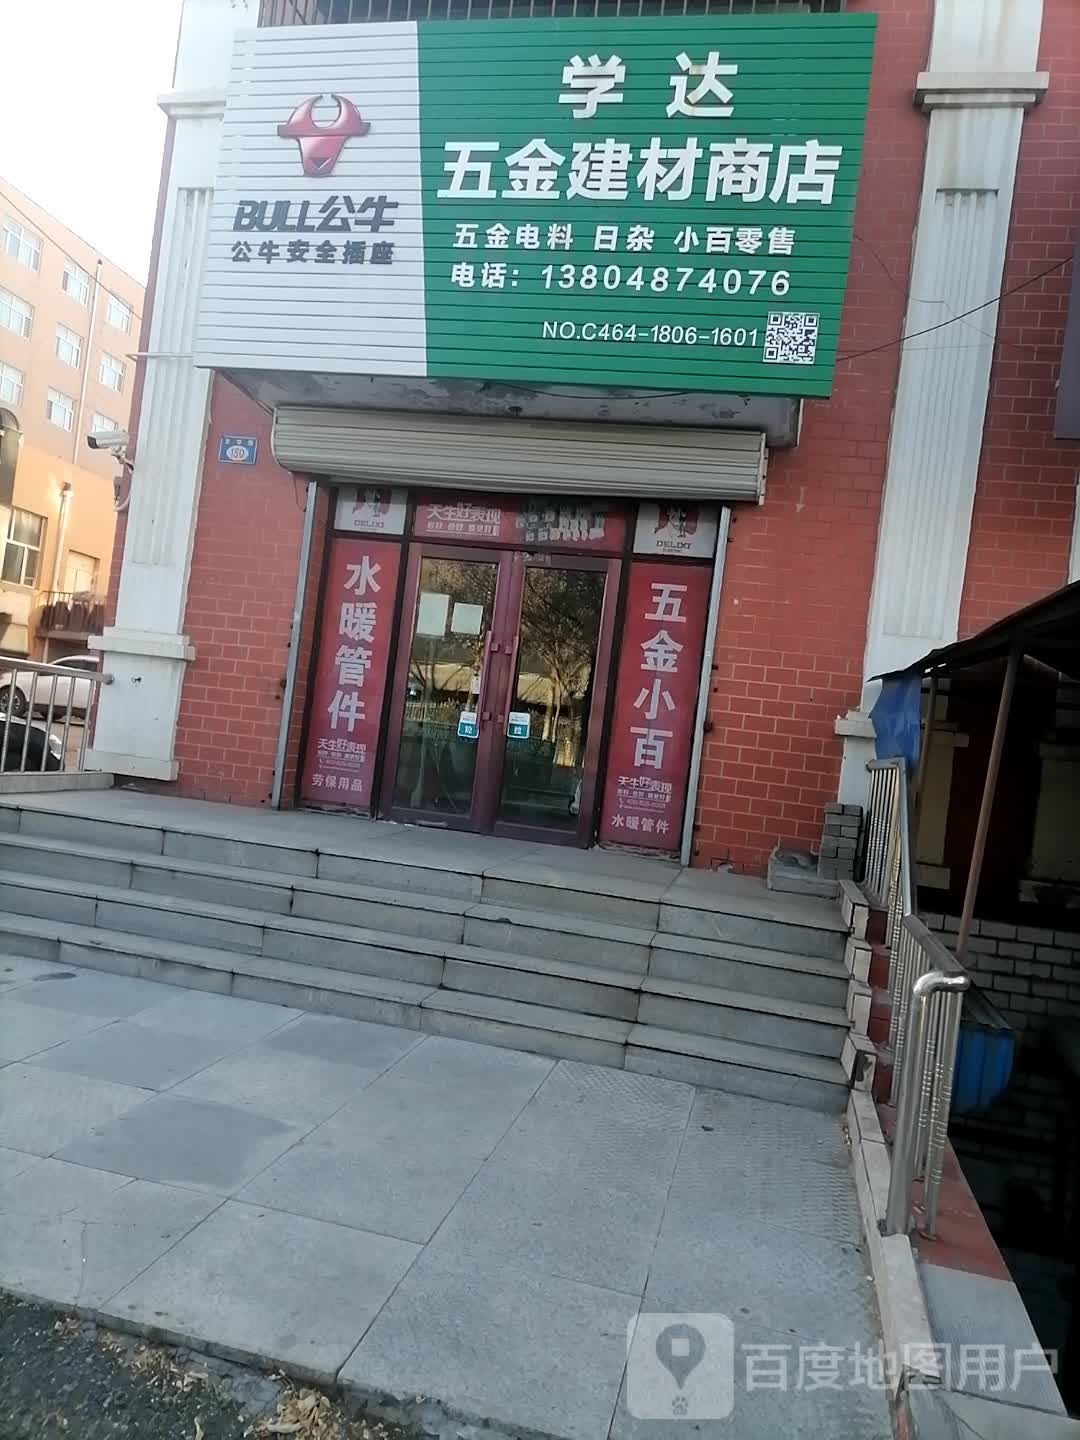 学达
五金建材商店
BULL公牛
公牛安全插座
五金电料 日杂 小百零售
电话：13804874076
NO.C464-1806-1601
150
DELIXI
天生好表现
DELIXI
水暖管件
天生好表现
劳保用品
五金小百
天生好表现
水暖管件
拉
拉
百度地图用户